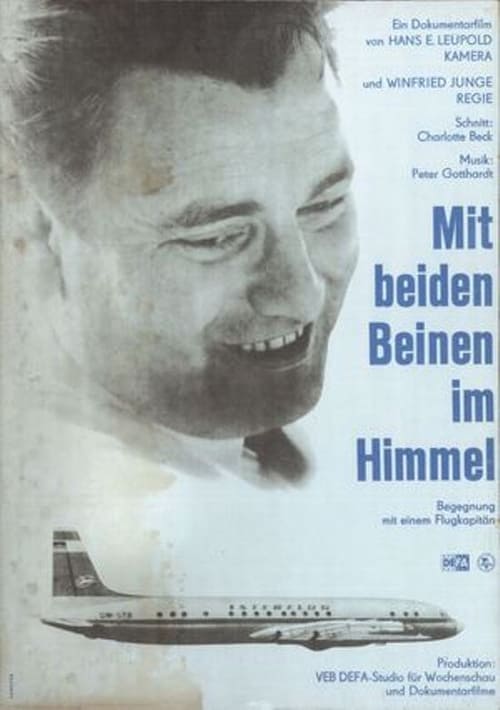 Ein Dokumentarfilm
von HANS E. LEUPOLD
KAMERA
und WINFRIED JUNGE
REGIE
Schnitt:
Charlotte Beck
Musik:
Peter Gotthardt
Mit
beiden
Beinen
im
Himmel
Begegnung
mit einem Flugkapitän
DEFA
INTERFLUG
DM-STB
Produktion:
VEB DEFA-Studio für Wochenschau
und Dokumentarfilme